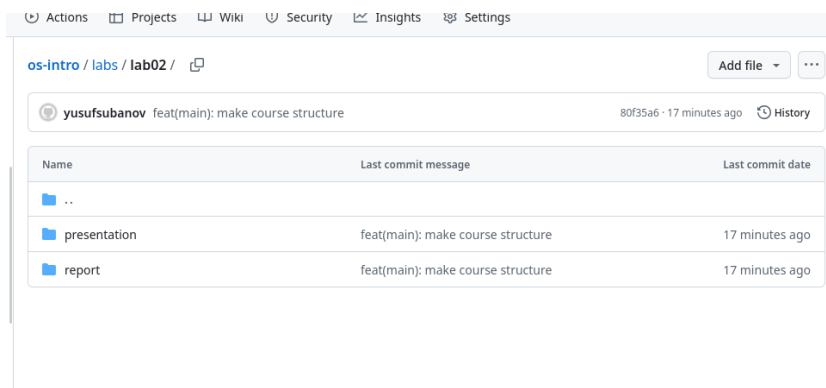 Actions Projects Wiki Security Insights Settings
os-intro / labs / lab02 / Add file ...
yusufsubanov feat(main): make course structure 80f35a6 · 17 minutes ago History
Name Last commit message Last commit date
..
presentation feat(main): make course structure 17 minutes ago
report feat(main): make course structure 17 minutes ago